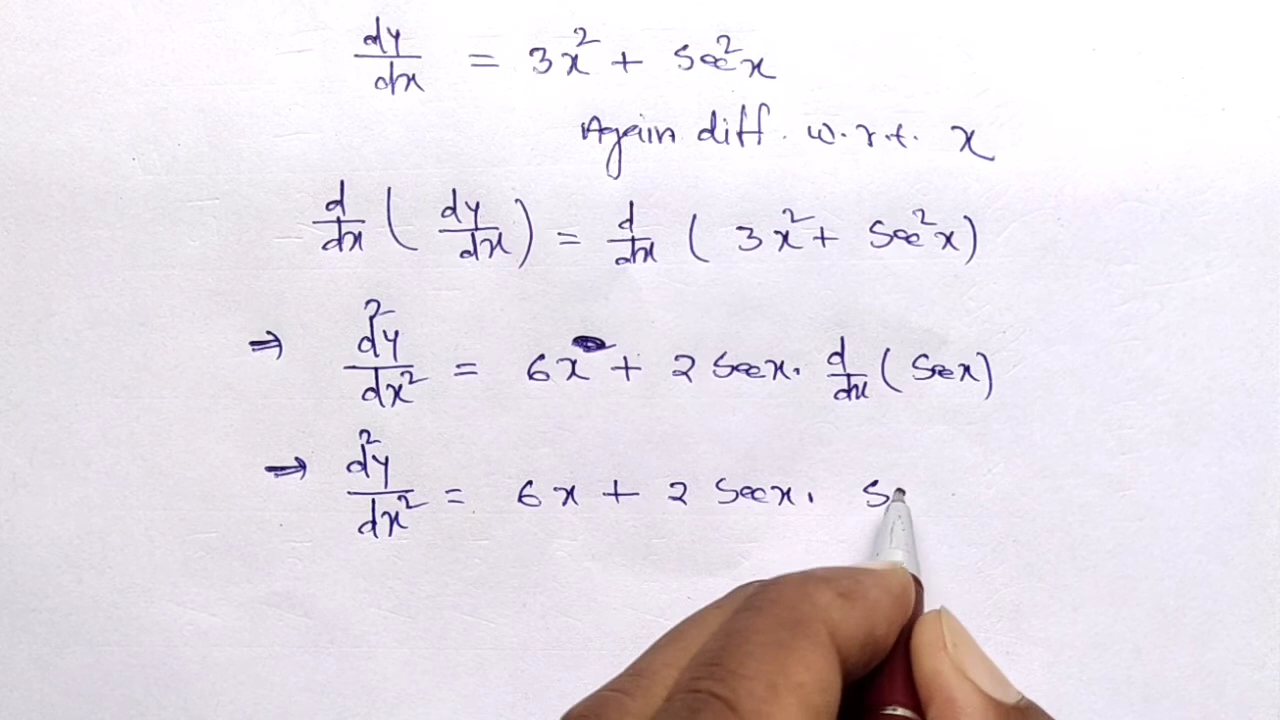 dy/dx = 3x² + Sec²x
Again diff. w.r.t. x
d/dx ( dy/dx ) = d/dx ( 3x² + Sec²x)
⇒ d²y/dx² = 6x + 2 Secx. d/dx ( Secx)
⇒ d²y/dx² = 6x + 2 Secx. S